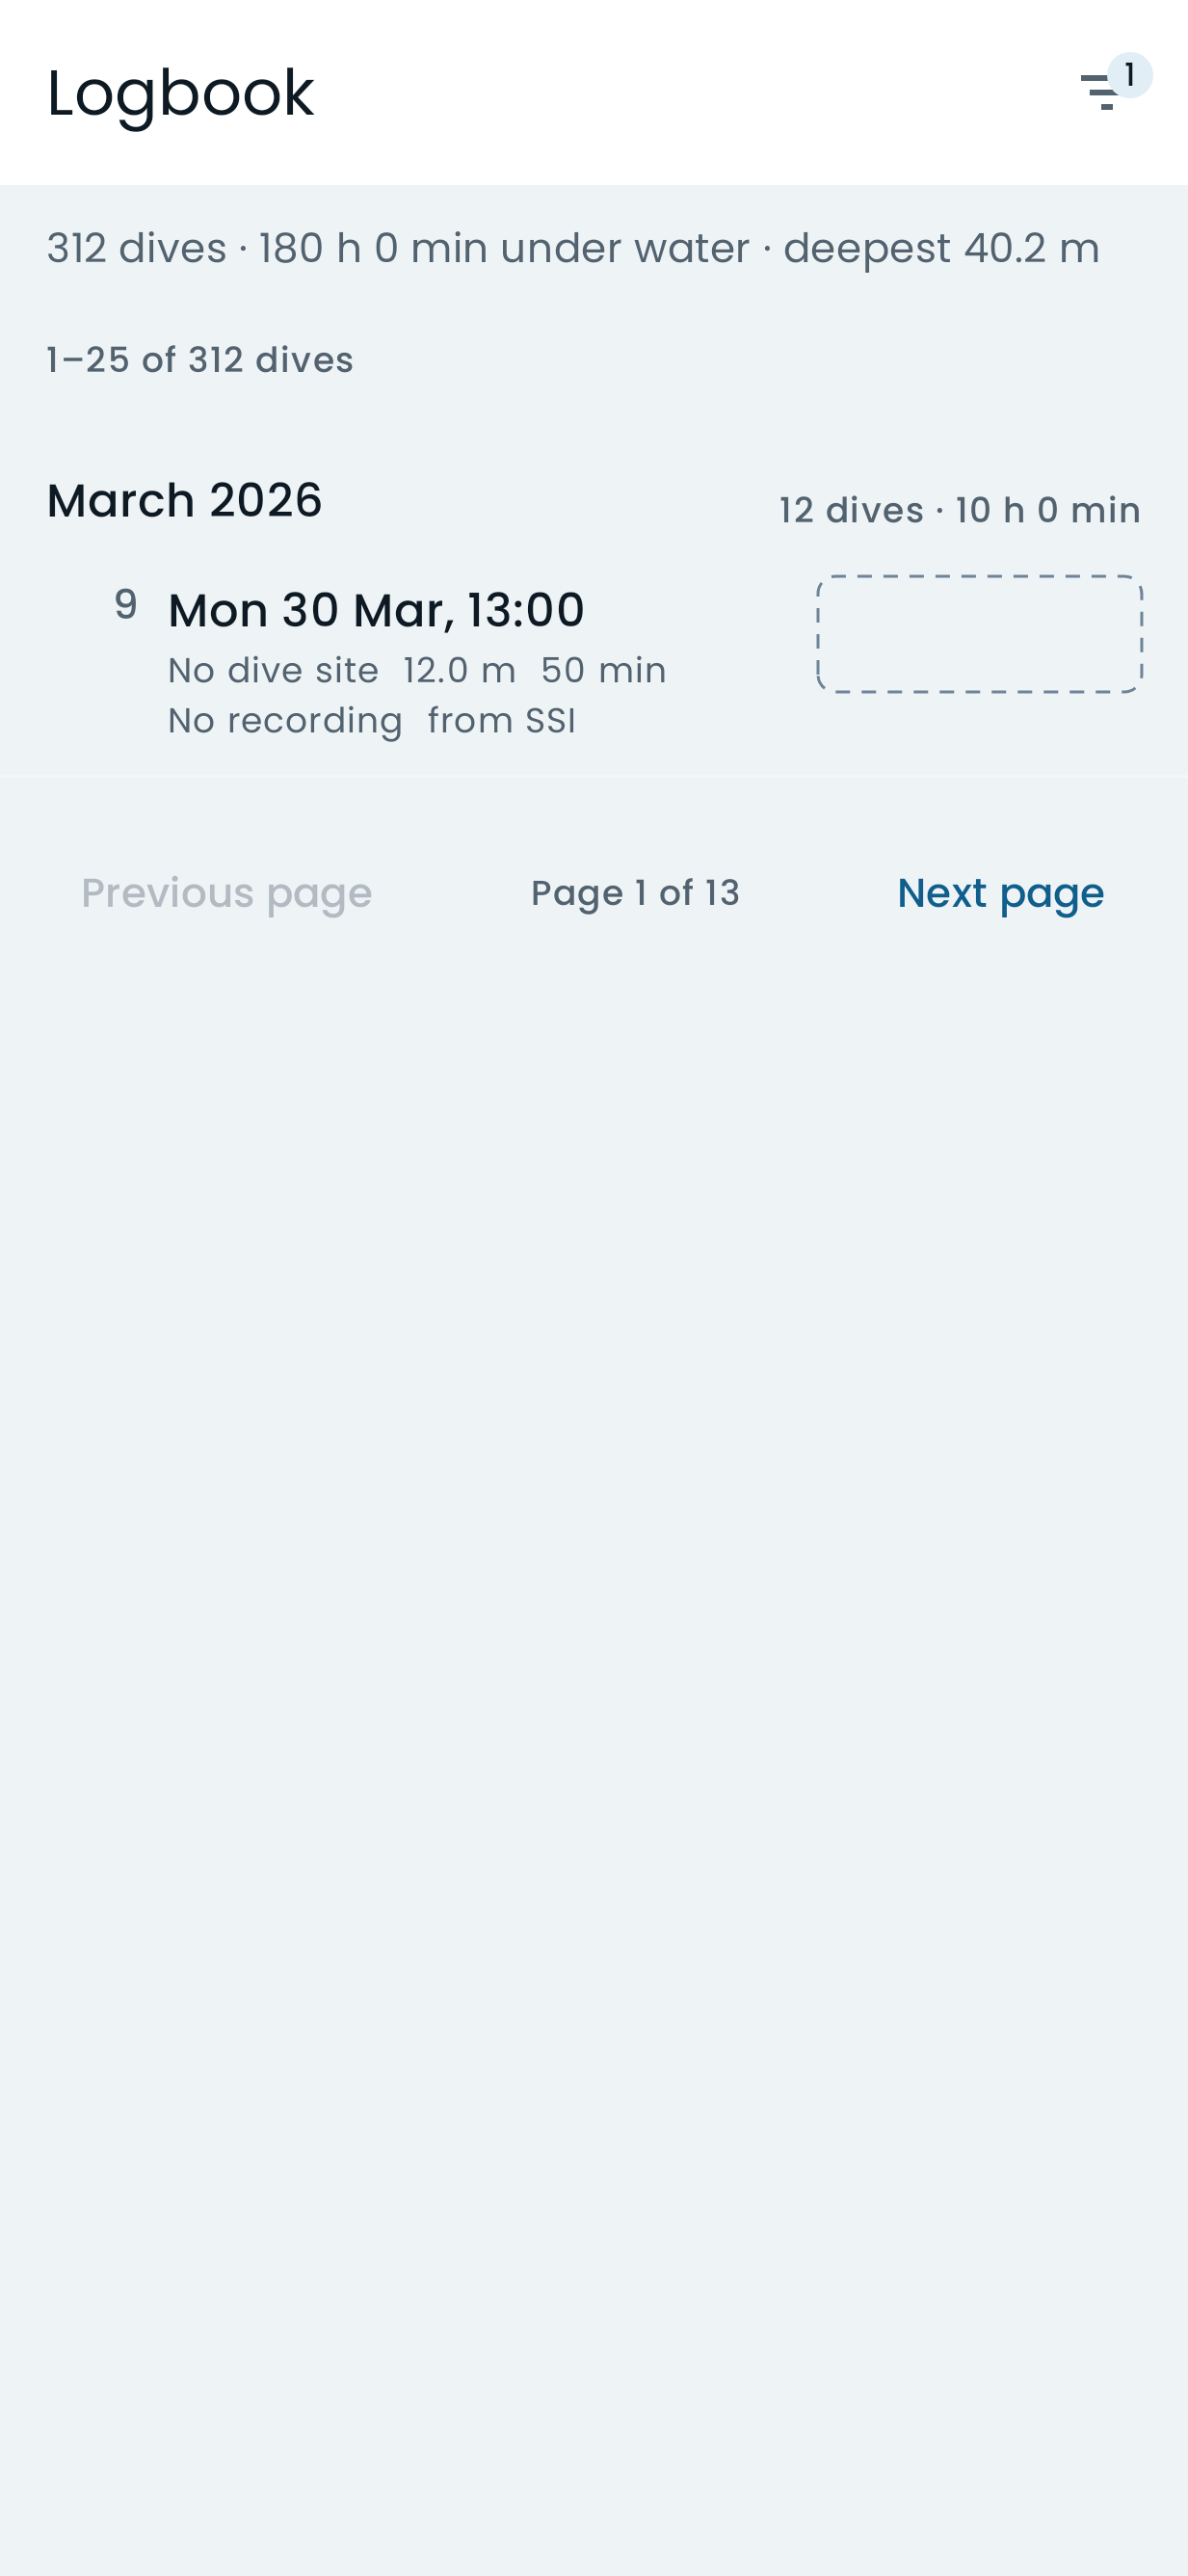 Logbook
1
312 dives · 180 h 0 min under water · deepest 40.2 m
1–25 of 312 dives
March 2026
12 dives · 10 h 0 min
9
Mon 30 Mar, 13:00
No dive site 12.0 m 50 min
No recording from SSI
Previous page
Page 1 of 13
Next page